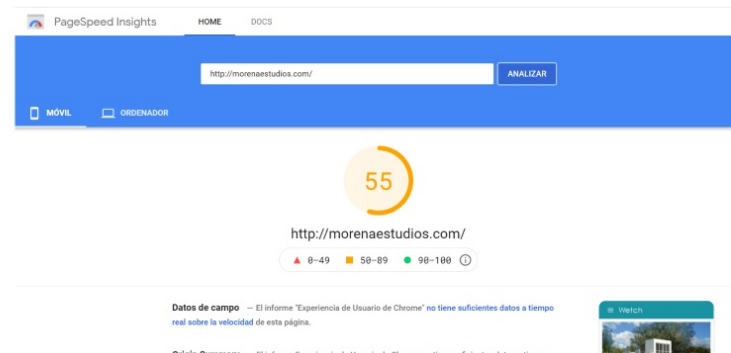 PageSpeed Insights HOME DOCS
http://morenaestudios.com/ ANALIZAR
MÓVIL ORDENADOR
55
http://morenaestudios.com/
0–49 50–89 90–100
Datos de campo — El informe "Experiencia de Usuario de Chrome" no tiene suficientes datos a tiempo
real sobre la velocidad de esta página.
Welch